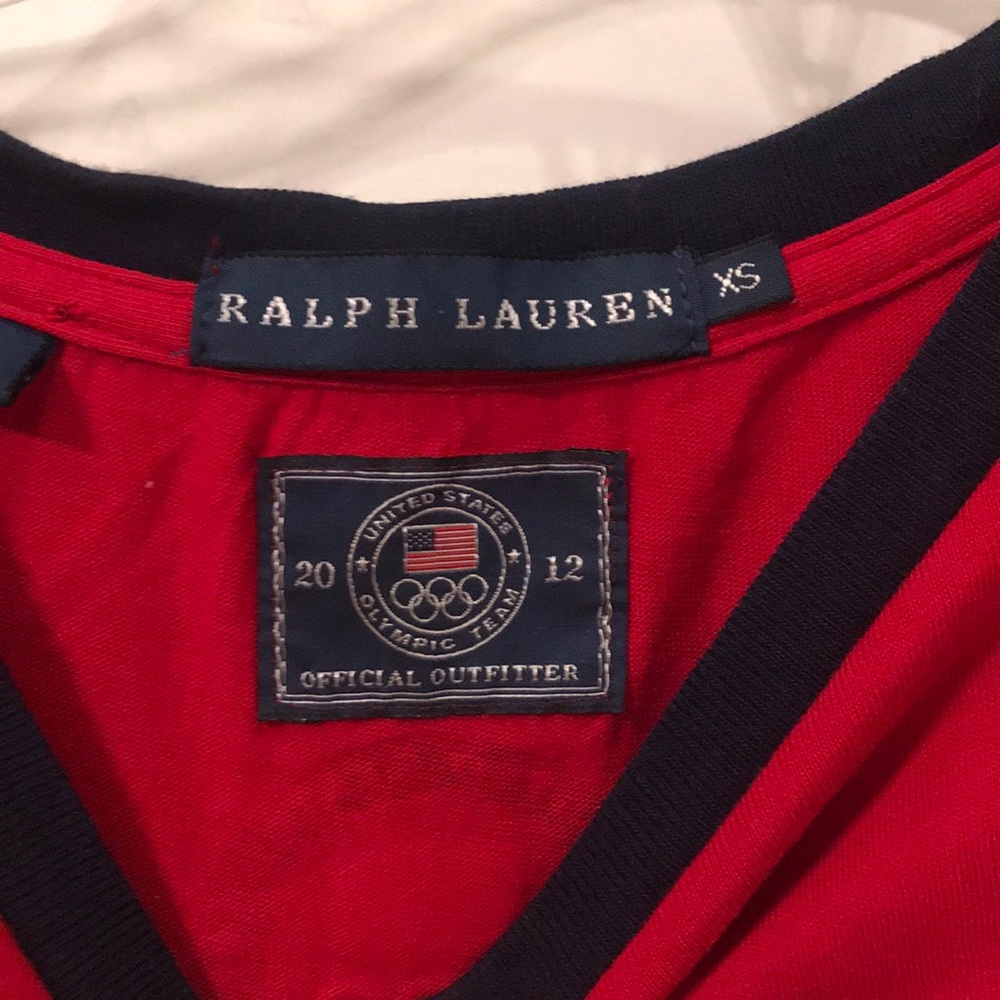 RALPH LAUREN
XS
UNITED STATES
20 12
OLYMPIC TEAM
OFFICIAL OUTFITTER